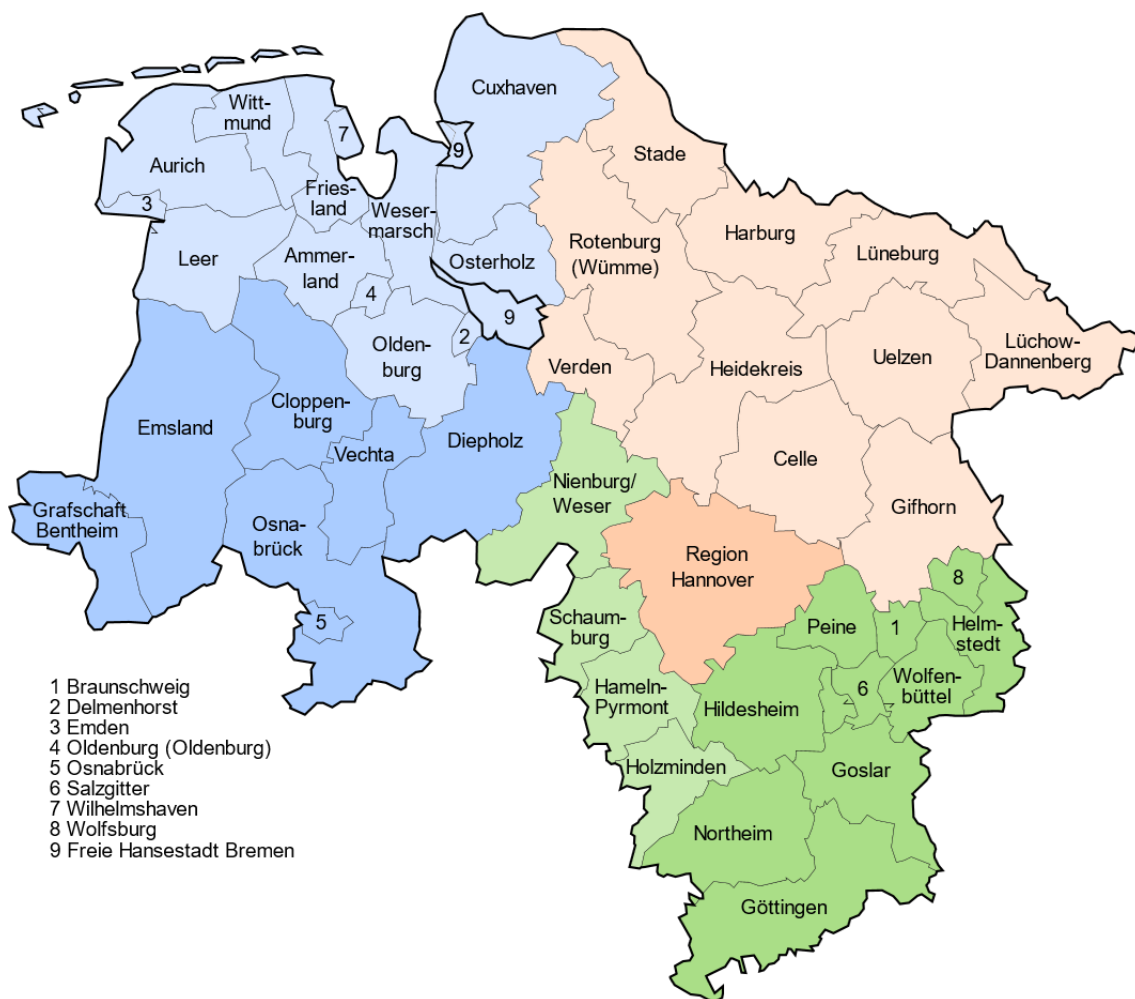 Cuxhaven
Witt-
mund
7
9
Stade
Aurich
Fries-
land
3
Weser-
marsch
Rotenburg
(Wümme)
Harburg
Lüneburg
Leer
Ammer-
land
Osterholz
4
9
2
Olden-
burg
Verden
Heidekreis
Uelzen
Lüchow-
Dannenberg
Cloppen-
burg
Emsland
Vechta
Diepholz
Celle
Nienburg/
Weser
Gifhorn
Grafschaft
Bentheim
Osna-
brück
Region
Hannover
8
5
Schaum-
burg
Peine
1
Helm-
stedt
Hameln-
Pyrmont
Hildesheim
6
Wolfen-
büttel
Holzminden
Goslar
Northeim
Göttingen
1 Braunschweig
2 Delmenhorst
3 Emden
4 Oldenburg (Oldenburg)
5 Osnabrück
6 Salzgitter
7 Wilhelmshaven
8 Wolfsburg
9 Freie Hansestadt Bremen